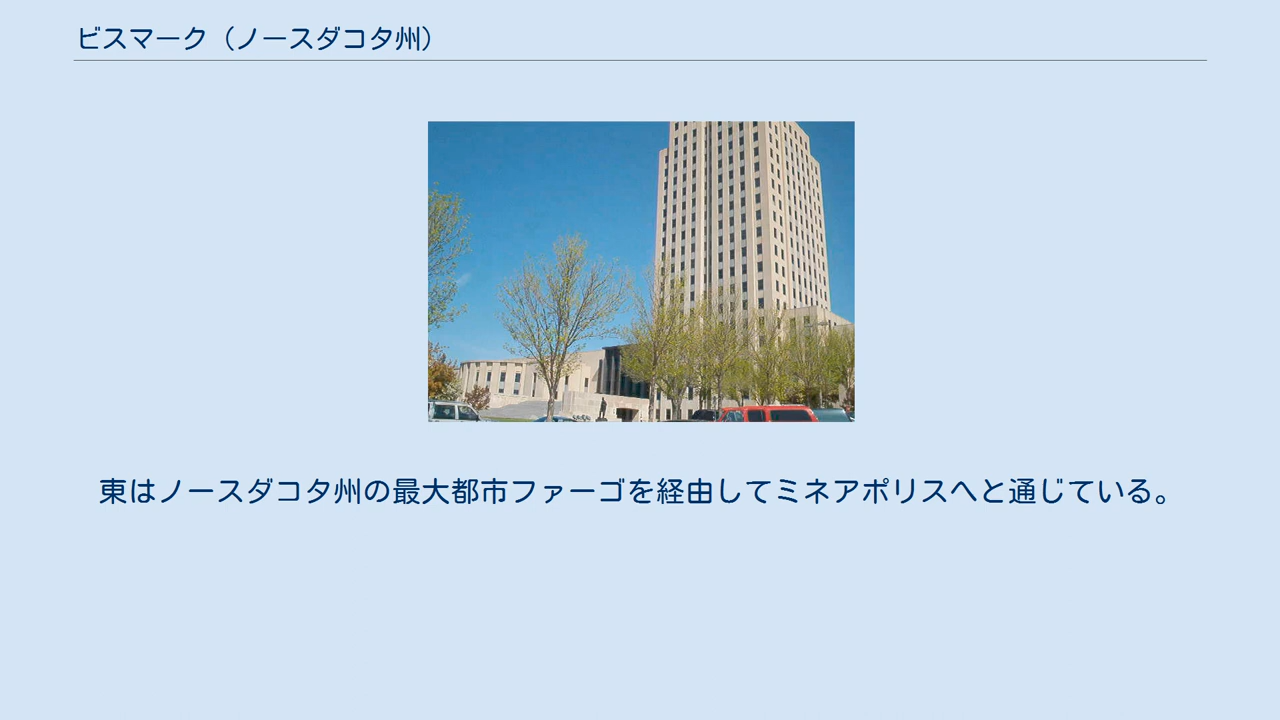 ビスマーク（ノースダコタ州）
東はノースダコタ州の最大都市ファーゴを経由してミネアポリスへと通じている。